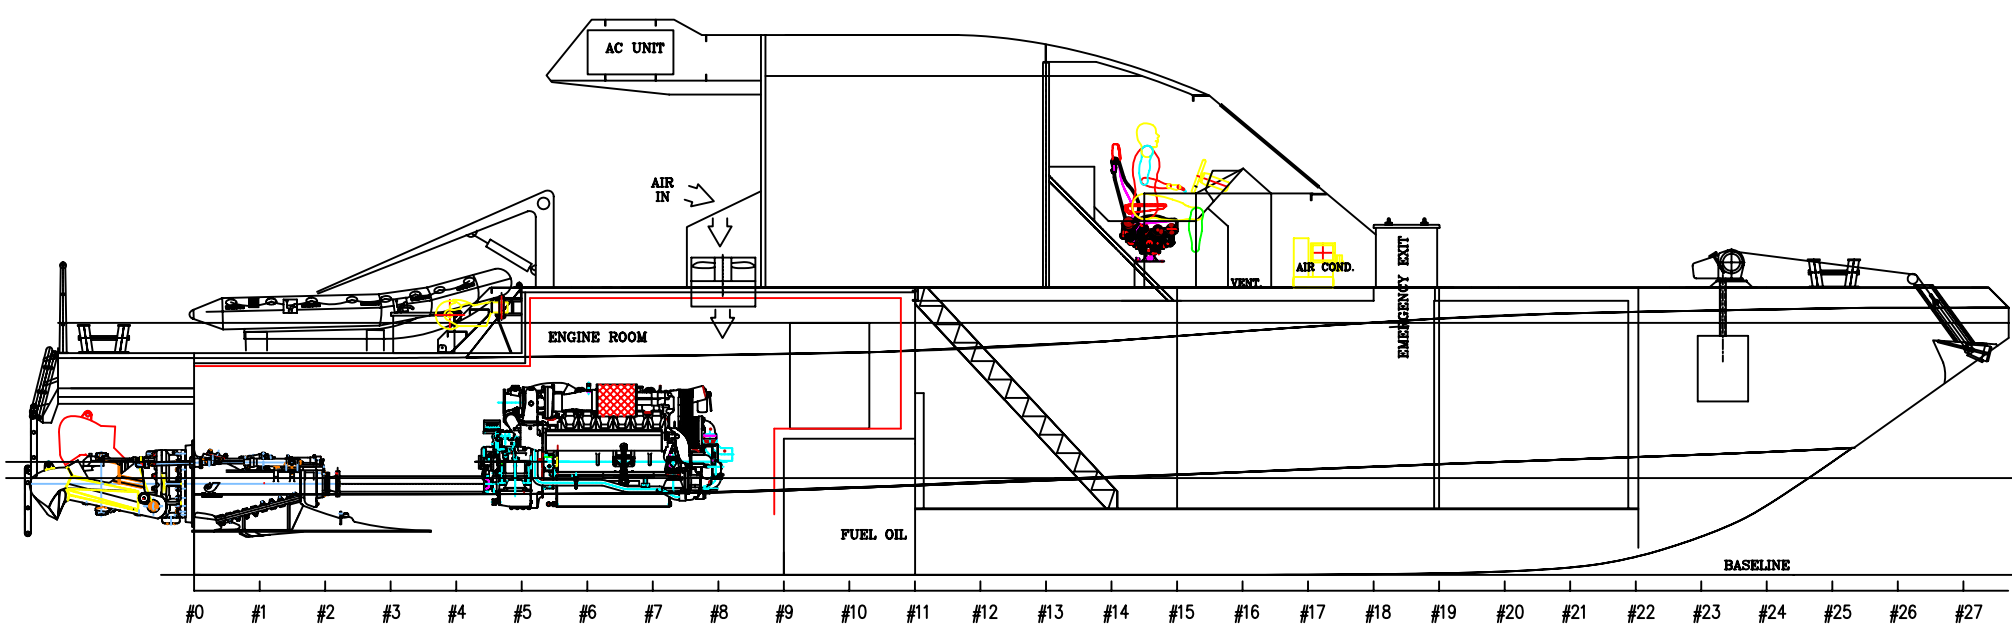 AC UNIT
AIR
IN
ENGINE ROOM
VENT.
AIR COND.
EMERGENCY EXIT
FUEL OIL
BASELINE
#0 #1 #2 #3 #4 #5 #6 #7 #8 #9 #10 #11 #12 #13 #14 #15 #16 #17 #18 #19 #20 #21 #22 #23 #24 #25 #26 #27